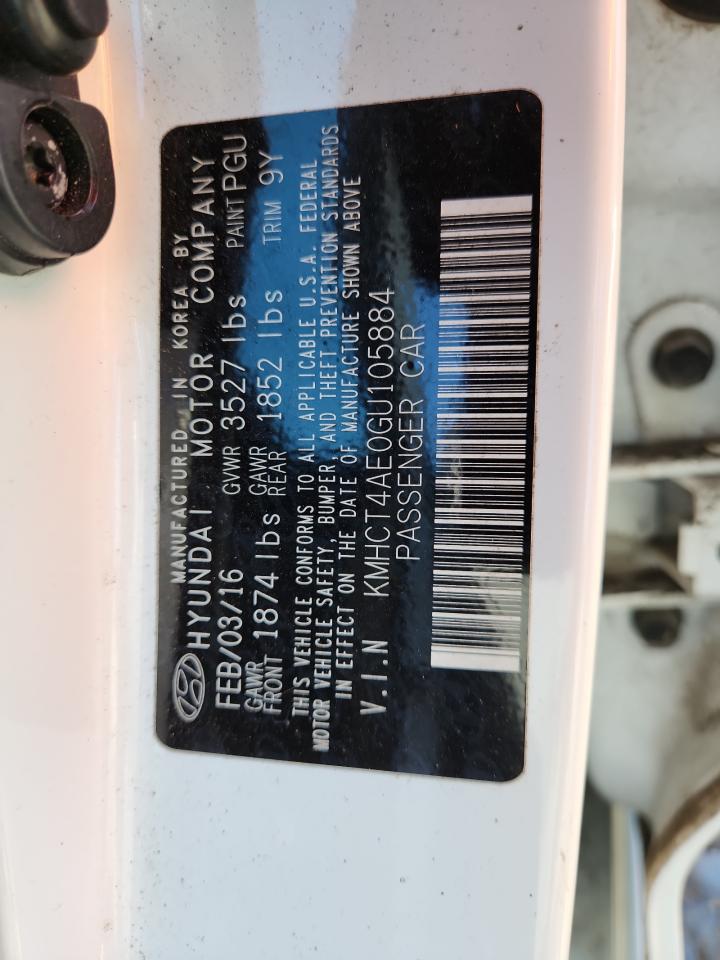 MANUFACTURED IN KOREA BY
HYUNDAI MOTOR COMPANY
FEB/03/16 GVWR 3527 lbs PAINT PGU
GAWR FRONT 1874 lbs GAWR REAR 1852 lbs TRIM 9Y
THIS VEHICLE CONFORMS TO ALL APPLICABLE U.S.A. FEDERAL
MOTOR VEHICLE SAFETY, BUMPER, AND THEFT PREVENTION STANDARDS
IN EFFECT ON THE DATE OF MANUFACTURE SHOWN ABOVE
V.I.N KMHCT4AE0GU105884
PASSENGER CAR